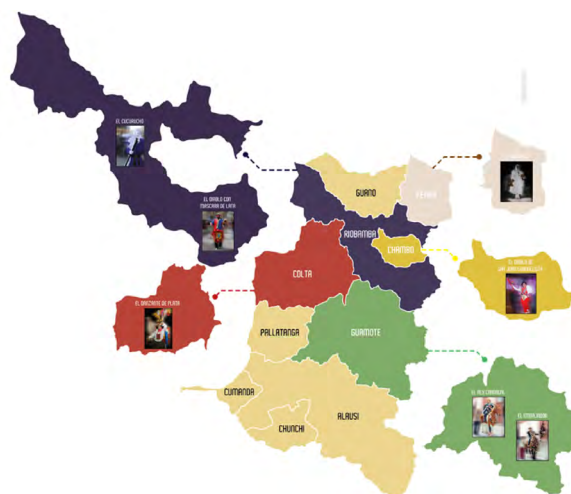 EL CUCURUCHO
EL DIABLO CON
MASCARA DE LATA
GUANO
PENIPE
RIOBAMBA
CHAMBO
EL DIABLO DE
COLTA
EL DANZANTE DE PLATA
PALLATANGA
GUAMOTE
CUMANDA
ALAUSI
CHUNCHI